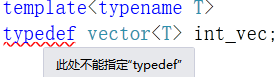 template<typename T>
typedef vector<T> int_vec;
此处不能指定“typedef”